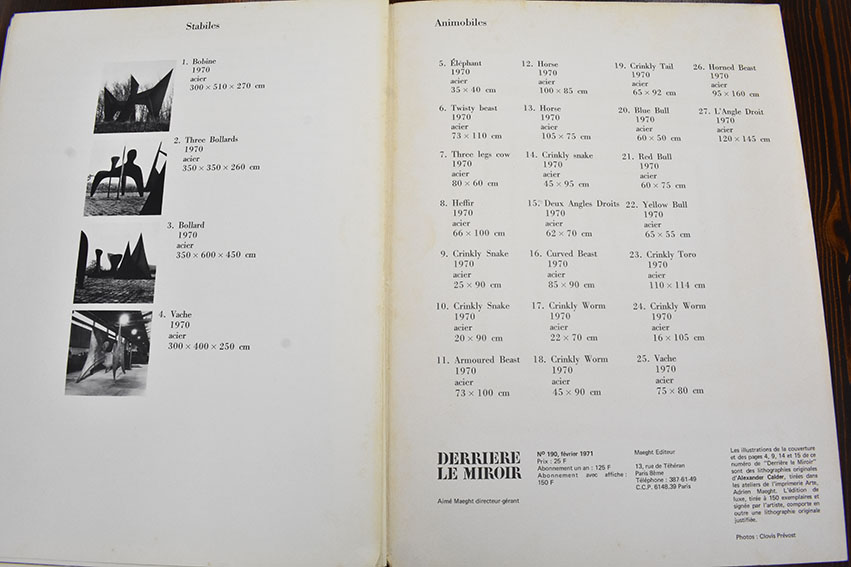 Stabiles
1. Bobine
1970
acier
300 × 510 × 270 cm
2. Three Bollards
1970
acier
350 × 350 × 260 cm
3. Bollard
1970
acier
350 × 600 × 450 cm
4. Vache
1970
acier
300 × 400 × 250 cm
Animobiles
5. Éléphant
1970
acier
35 × 40 cm
6. Twisty beast
1970
acier
73 × 110 cm
7. Three legs cow
1970
acier
80 × 60 cm
8. Heffir
1970
acier
66 × 100 cm
9. Crinkly Snake
1970
acier
25 × 90 cm
10. Crinkly Snake
1970
acier
20 × 90 cm
11. Armoured Beast
1970
acier
73 × 100 cm
12. Horse
1970
acier
100 × 85 cm
13. Horse
1970
acier
105 × 75 cm
14. Crinkly snake
1970
acier
45 × 95 cm
15. Deux Angles Droits
1970
acier
62 × 70 cm
16. Curved Beast
1970
acier
85 × 90 cm
17. Crinkly Worm
1970
acier
22 × 70 cm
18. Crinkly Worm
1970
acier
45 × 90 cm
19. Crinkly Tail
1970
acier
65 × 92 cm
20. Blue Bull
1970
acier
60 × 50 cm
21. Red Bull
1970
acier
60 × 75 cm
22. Yellow Bull
1970
acier
65 × 55 cm
23. Crinkly Toro
1970
acier
110 × 114 cm
24. Crinkly Worm
1970
acier
16 × 105 cm
25. Vache
1970
acier
75 × 80 cm
26. Horned Beast
1970
acier
95 × 160 cm
27. L'Angle Droit
1970
acier
120 × 145 cm
DERRIERE
LE MIROIR
Aimé Maeght directeur-gérant
Nº 190, février 1971
Prix : 25 F
Abonnement un an : 125 F
Abonnement avec affiche :
150 F
Maeght Editeur
13, rue de Téhéran
Paris 8ème
Téléphone : 387-61-49
C.C.P. 6148.39 Paris
Les illustrations de la couverture
et des pages 4, 9, 14 et 15 de ce
numéro de "Derrière le Miroir"
sont des lithographies originales
d'Alexander Calder, tirées dans
les ateliers de l'imprimerie Arte,
Adrien Maeght. L'édition de
luxe, tirée à 150 exemplaires et
signée par l'artiste, comporte en
outre une lithographie originale
justifiée.
Photos : Clovis Prévost